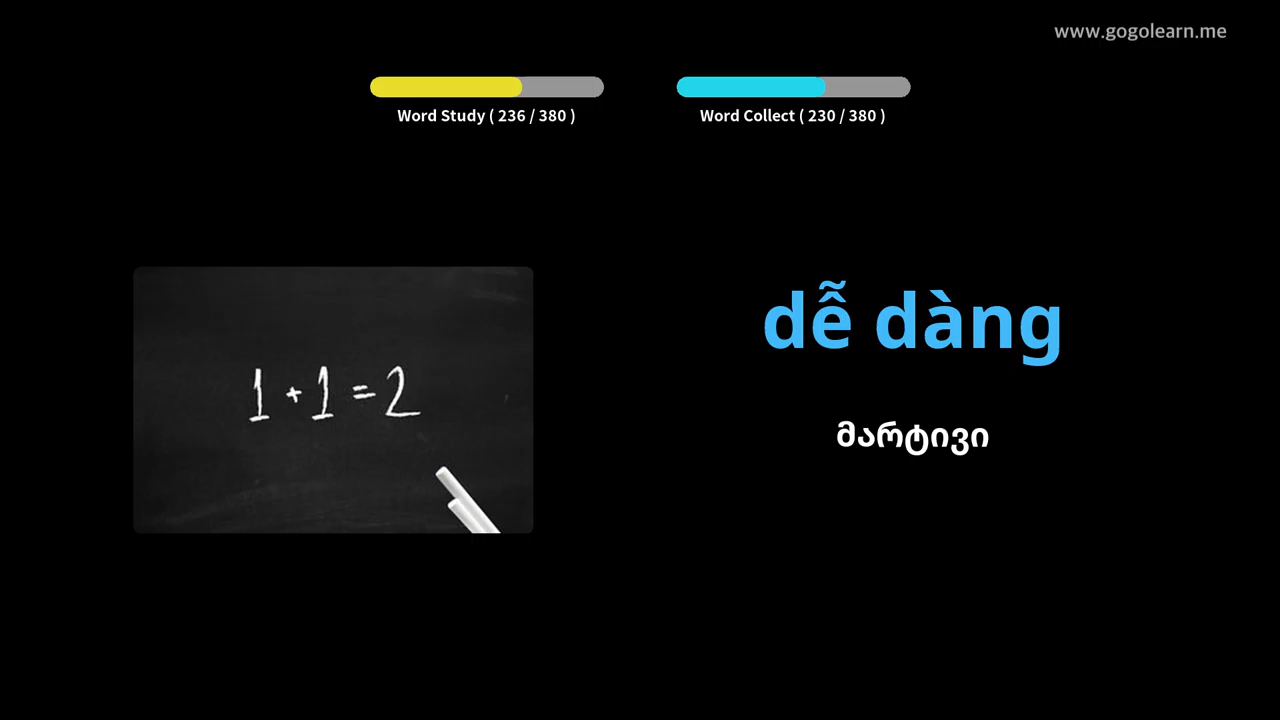 www.gogolearn.me
Word Study ( 236 / 380 )
Word Collect ( 230 / 380 )
1 + 1 = 2
dễ dàng
მარტივი